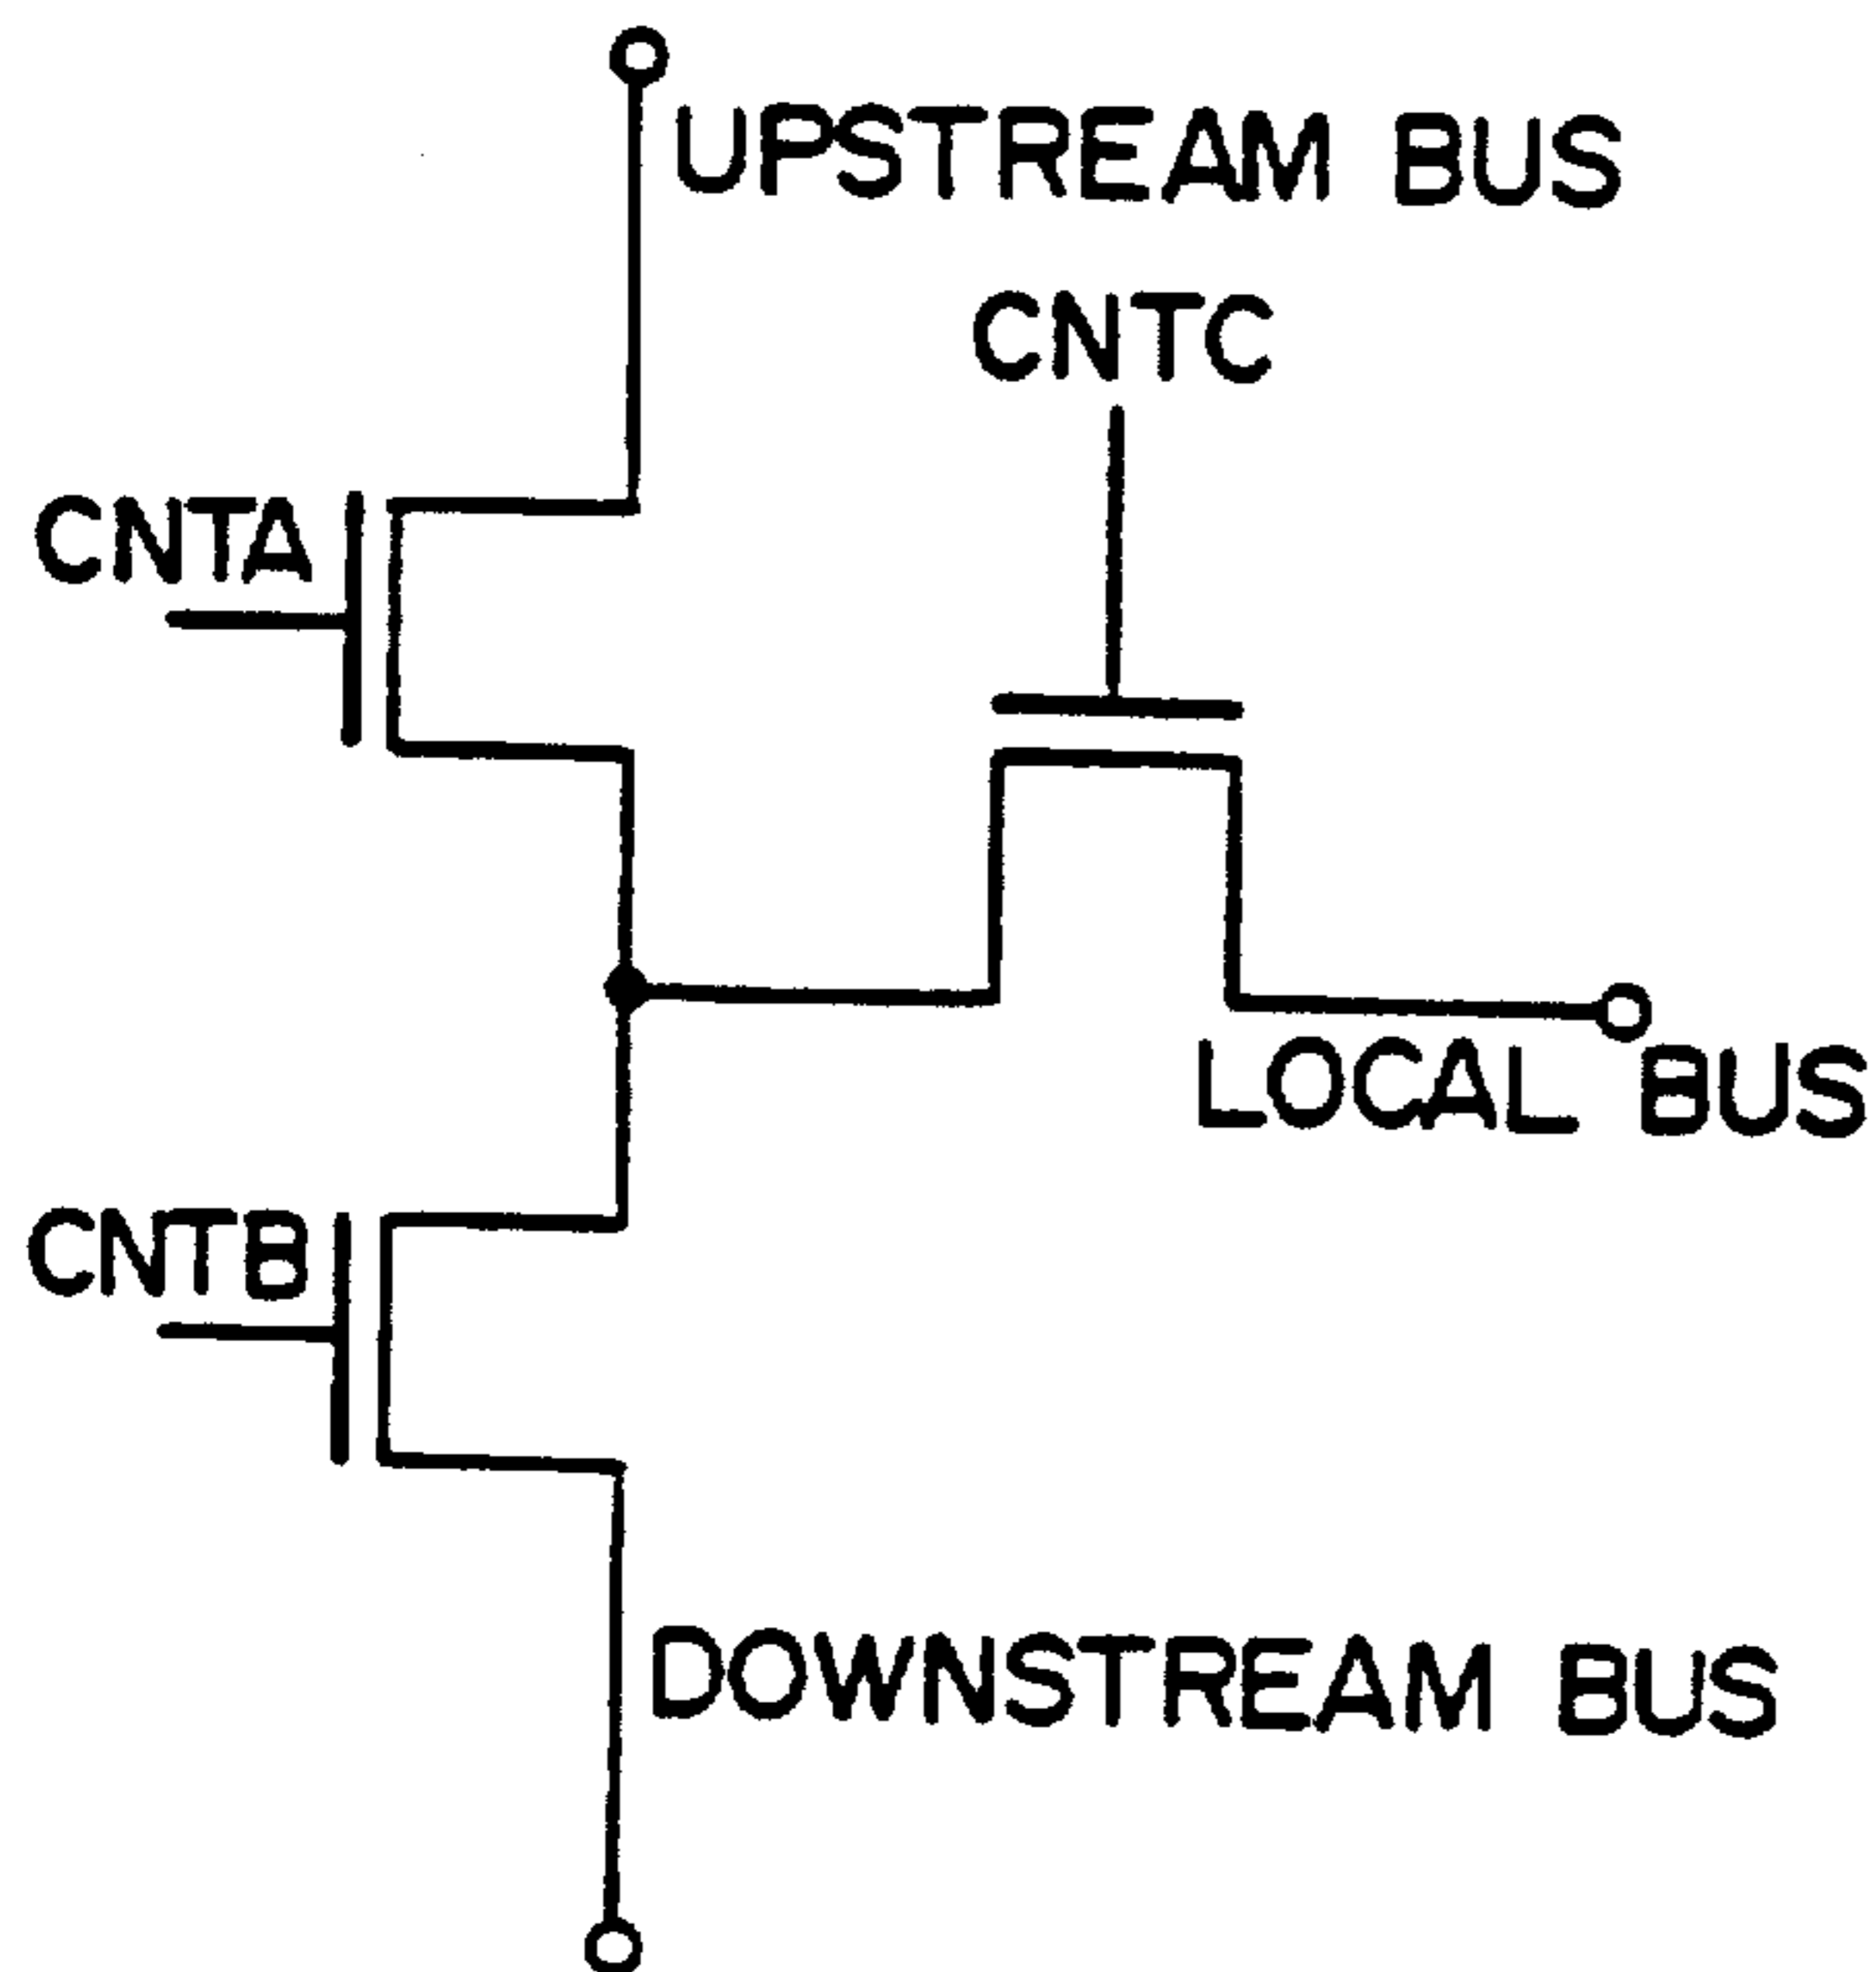 UPSTREAM BUS
CNTC
CNTA
LOCAL BUS
CNTB
DOWNSTREAM BUS